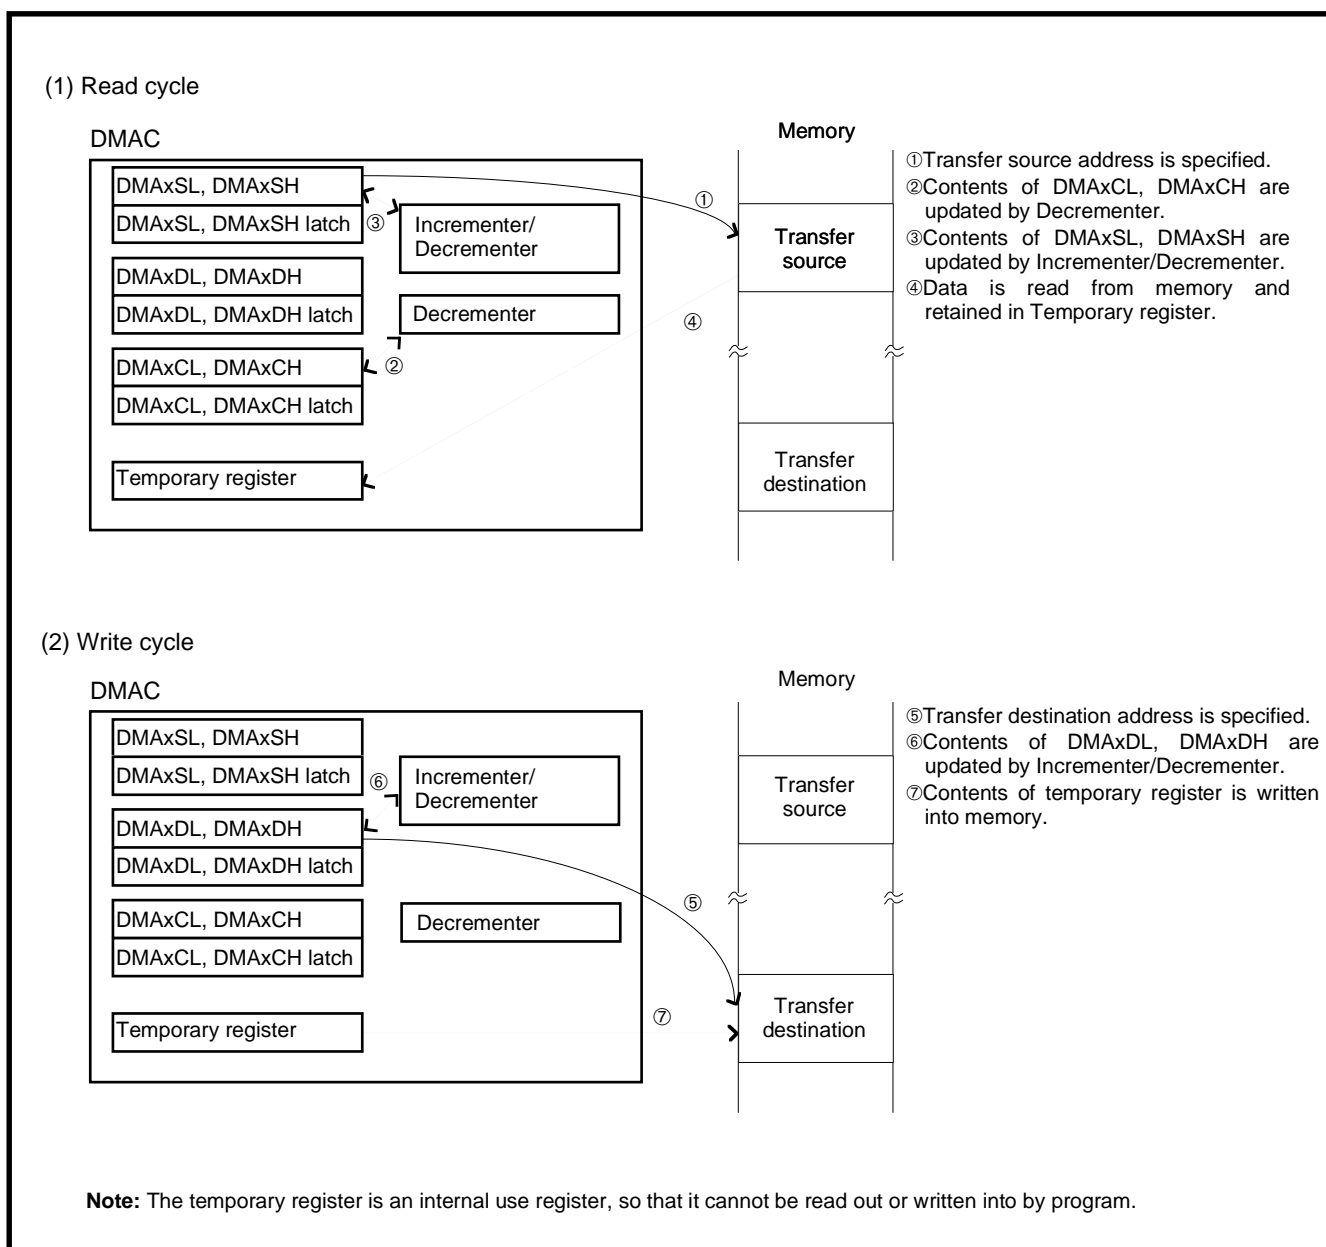 (1) Read cycle
DMAC
Memory
DMAxSL, DMAxSH
DMAxSL, DMAxSH latch
DMAxDL, DMAxDH
DMAxDL, DMAxDH latch
DMAxCL, DMAxCH
DMAxCL, DMAxCH latch
Temporary register
③
Incrementer/
Decrementer
Decrementer
②
①
④
Transfer
source
Transfer
destination
①Transfer source address is specified.
②Contents of DMAxCL, DMAxCH are
updated by Decrementer.
③Contents of DMAxSL, DMAxSH are
updated by Incrementer/Decrementer.
④Data is read from memory and
retained in Temporary register.
(2) Write cycle
DMAC
Memory
DMAxSL, DMAxSH
DMAxSL, DMAxSH latch
DMAxDL, DMAxDH
DMAxDL, DMAxDH latch
DMAxCL, DMAxCH
DMAxCL, DMAxCH latch
Temporary register
⑥
Incrementer/
Decrementer
Decrementer
⑤
⑦
Transfer
source
Transfer
destination
⑤Transfer destination address is specified.
⑥Contents of DMAxDL, DMAxDH are
updated by Incrementer/Decrementer.
⑦Contents of temporary register is written
into memory.
Note: The temporary register is an internal use register, so that it cannot be read out or written into by program.